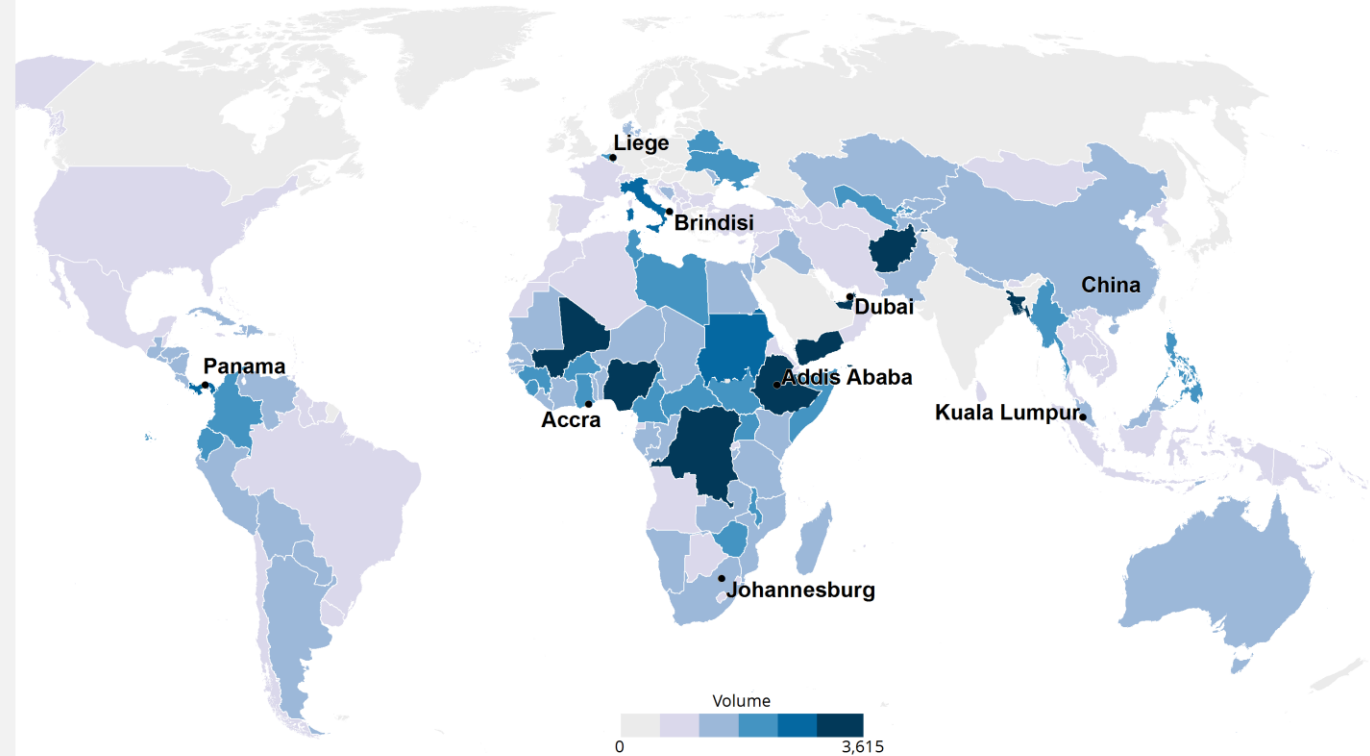 Liege
Brindisi
China
Dubai
Panama
Addis Ababa
Kuala Lumpur
Accra
Johannesburg
Volume
0
3,615